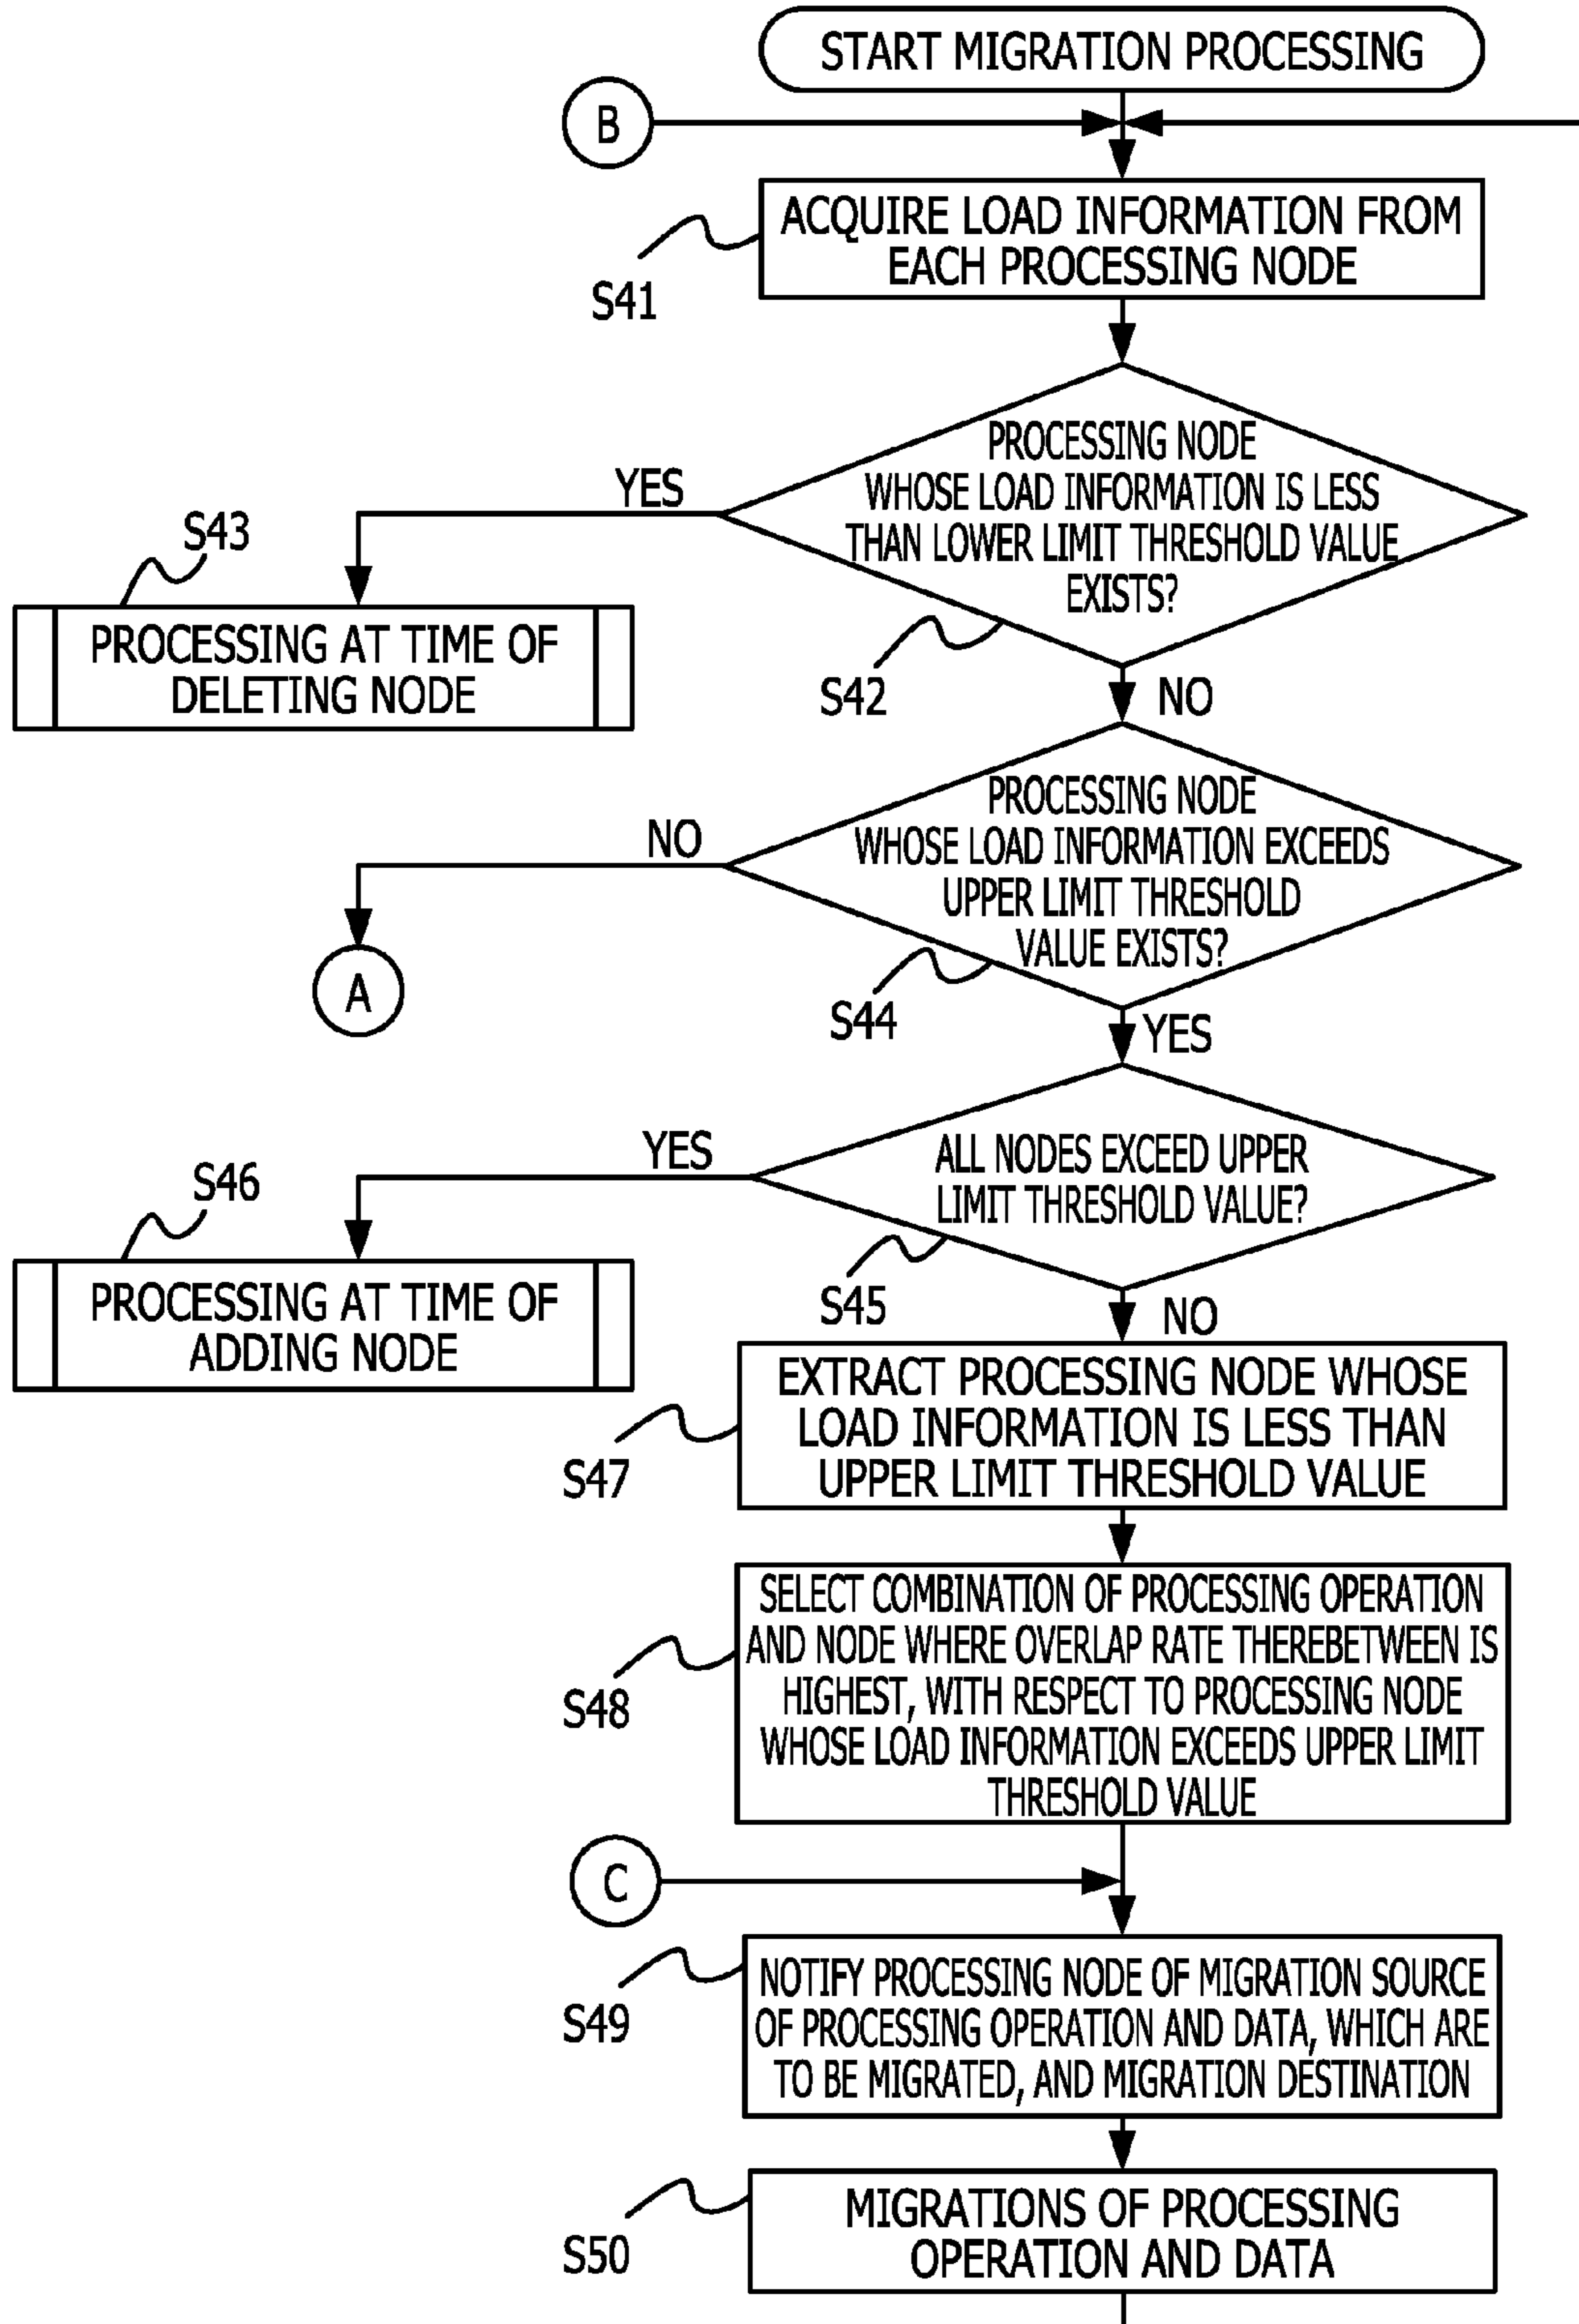 START MIGRATION PROCESSING
B
ACQUIRE LOAD INFORMATION FROM
EACH PROCESSING NODE
S41
PROCESSING NODE
WHOSE LOAD INFORMATION IS LESS
THAN LOWER LIMIT THRESHOLD VALUE
EXISTS?
YES
S43
PROCESSING AT TIME OF
DELETING NODE
S42
NO
PROCESSING NODE
WHOSE LOAD INFORMATION EXCEEDS
UPPER LIMIT THRESHOLD
VALUE EXISTS?
NO
A
S44
YES
ALL NODES EXCEED UPPER
LIMIT THRESHOLD VALUE?
YES
S46
PROCESSING AT TIME OF
ADDING NODE
S45
NO
EXTRACT PROCESSING NODE WHOSE
LOAD INFORMATION IS LESS THAN
UPPER LIMIT THRESHOLD VALUE
S47
SELECT COMBINATION OF PROCESSING OPERATION
AND NODE WHERE OVERLAP RATE THEREBETWEEN IS
HIGHEST, WITH RESPECT TO PROCESSING NODE
WHOSE LOAD INFORMATION EXCEEDS UPPER LIMIT
THRESHOLD VALUE
S48
C
NOTIFY PROCESSING NODE OF MIGRATION SOURCE
OF PROCESSING OPERATION AND DATA, WHICH ARE
TO BE MIGRATED, AND MIGRATION DESTINATION
S49
MIGRATIONS OF PROCESSING
OPERATION AND DATA
S50